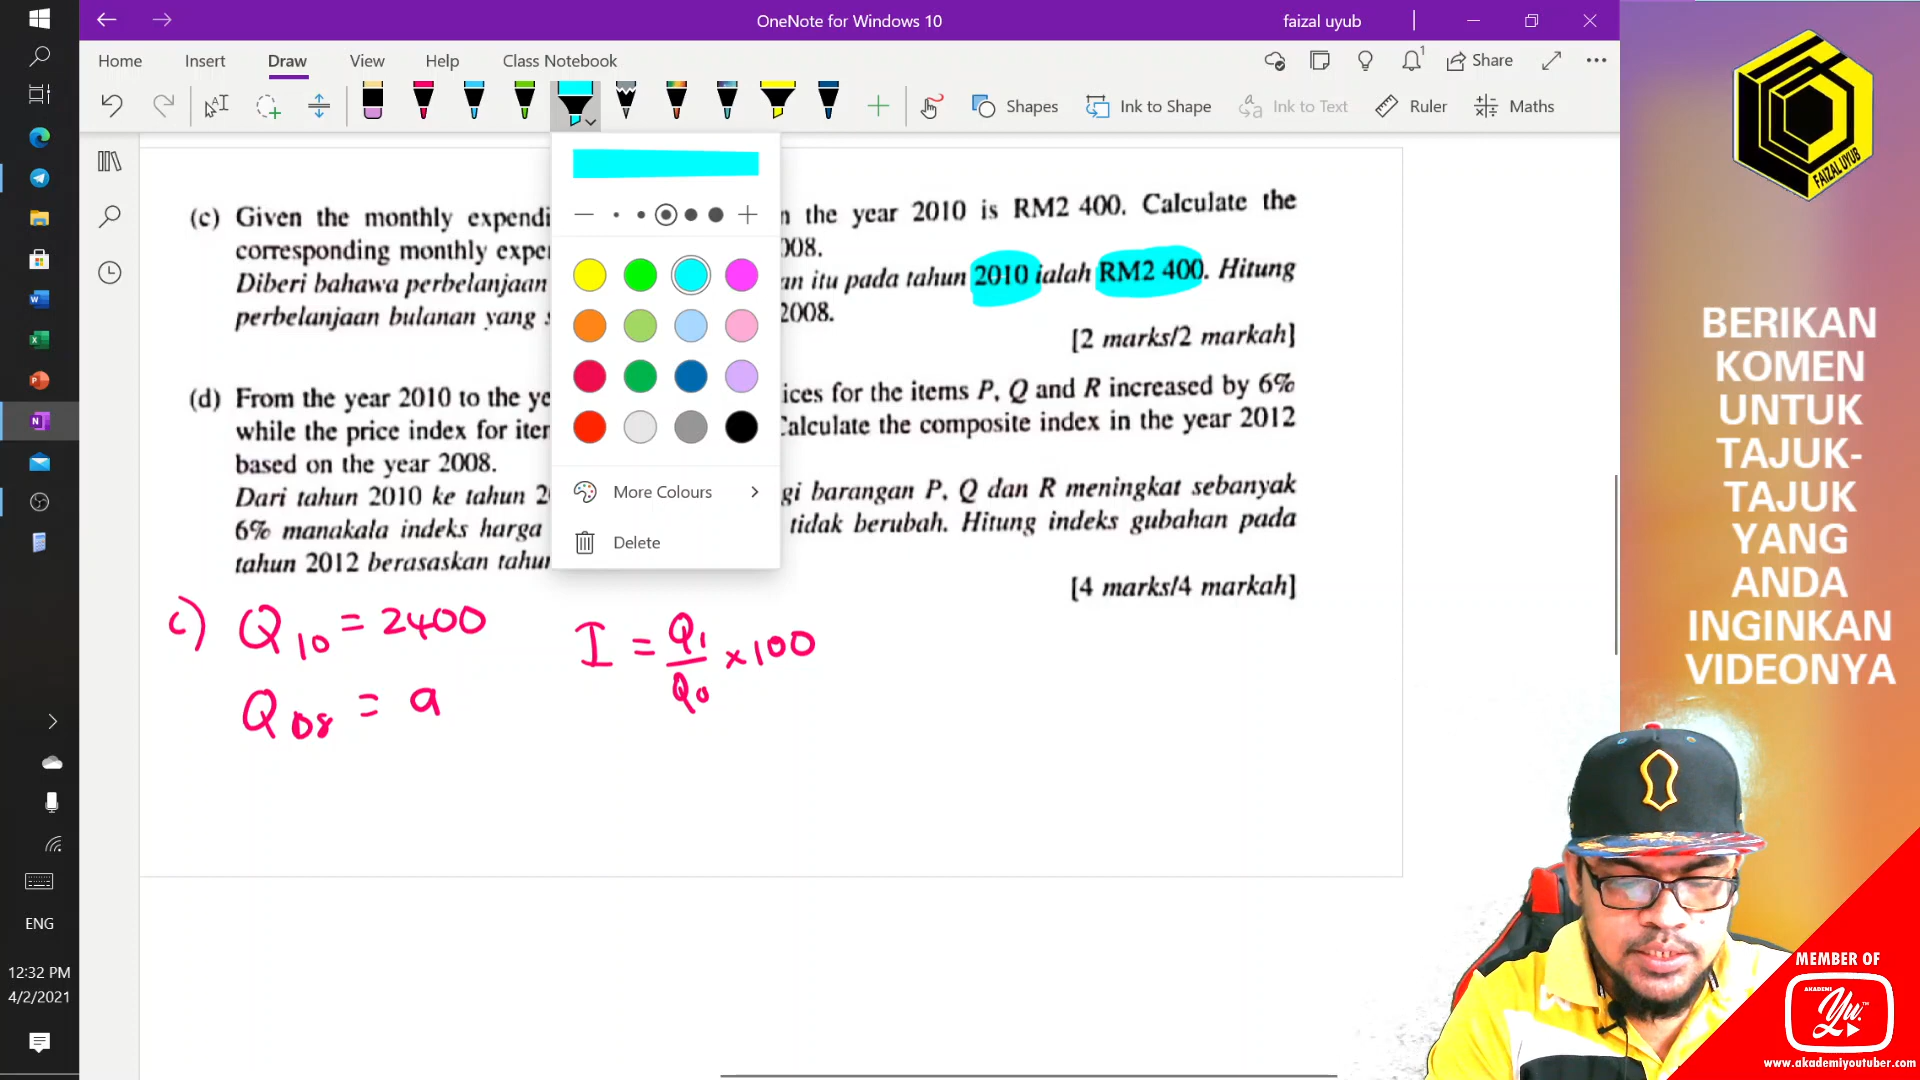 OneNote for Windows 10
faizal uyub
Home
Insert
Draw
View
Help
Class Notebook
1
Share
Shapes
Ink to Shape
Ink to Text
Ruler
Maths
(c) Given the monthly expendi n the year 2010 is RM2 400. Calculate the
corresponding monthly expe 008.
Diberi bahawa perbelanjaan an itu pada tahun 2010 ialah RM2 400. Hitung
perbelanjaan bulanan yang s 2008.
[2 marks/2 markah]
(d) From the year 2010 to the ye ices for the items P, Q and R increased by 6%
while the price index for iter Calculate the composite index in the year 2012
based on the year 2008.
Dari tahun 2010 ke tahun 2 gi barangan P, Q dan R meningkat sebanyak
6% manakala indeks harga tidak berubah. Hitung indeks gubahan pada
tahun 2012 berasaskan tahu
[4 marks/4 markah]
More Colours
Delete
c) Q10 = 2400
I = Q1/Q0 × 100
Q08 = a
ENG
12:32 PM
4/2/2021
FAIZAL UYUB
BERIKAN
KOMEN
UNTUK
TAJUK-
TAJUK
YANG
ANDA
INGINKAN
VIDEONYA
MEMBER OF
AKADEMI
Yu
www.akademiyoutuber.com